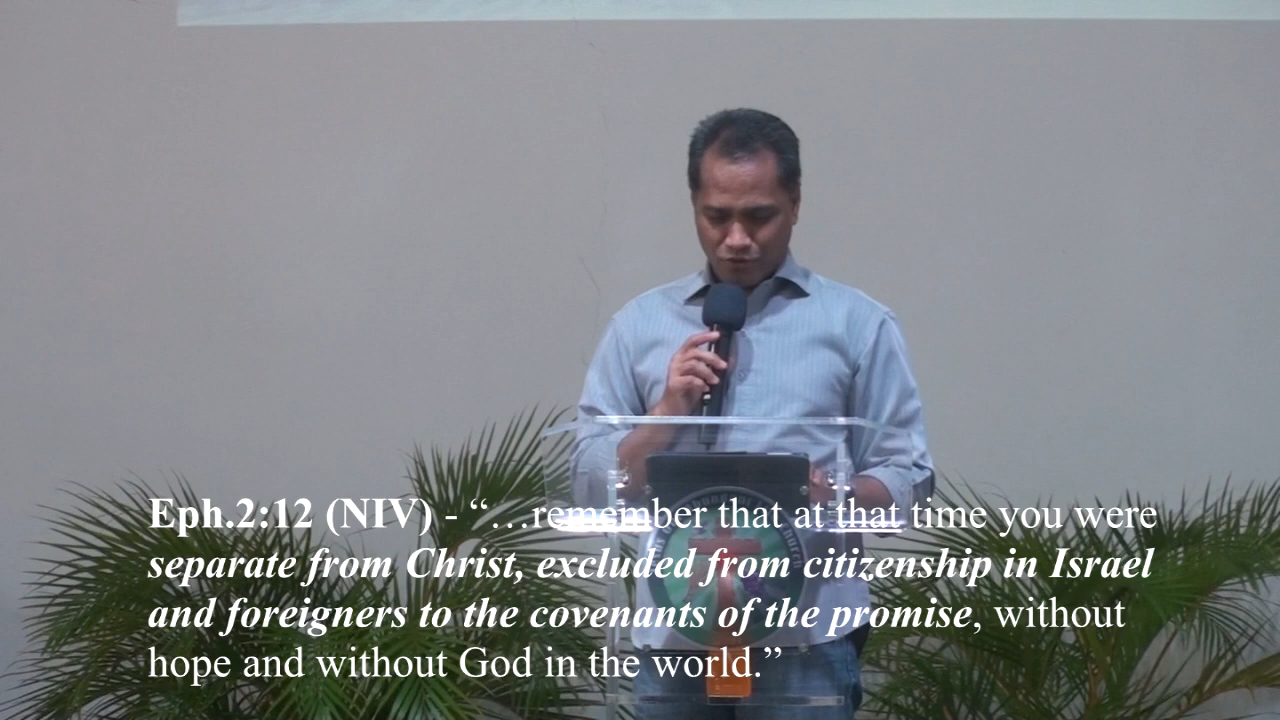 Eph.2:12 (NIV) - “…remember that at that time you were
separate from Christ, excluded from citizenship in Israel
and foreigners to the covenants of the promise, without
hope and without God in the world.”